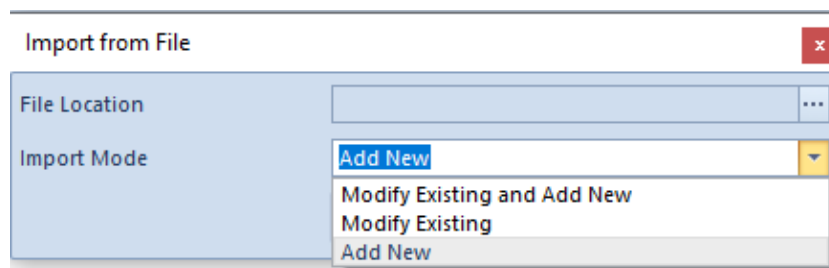 Import from File
x
File Location
...
Import Mode
Add New
Modify Existing and Add New
Modify Existing
Add New